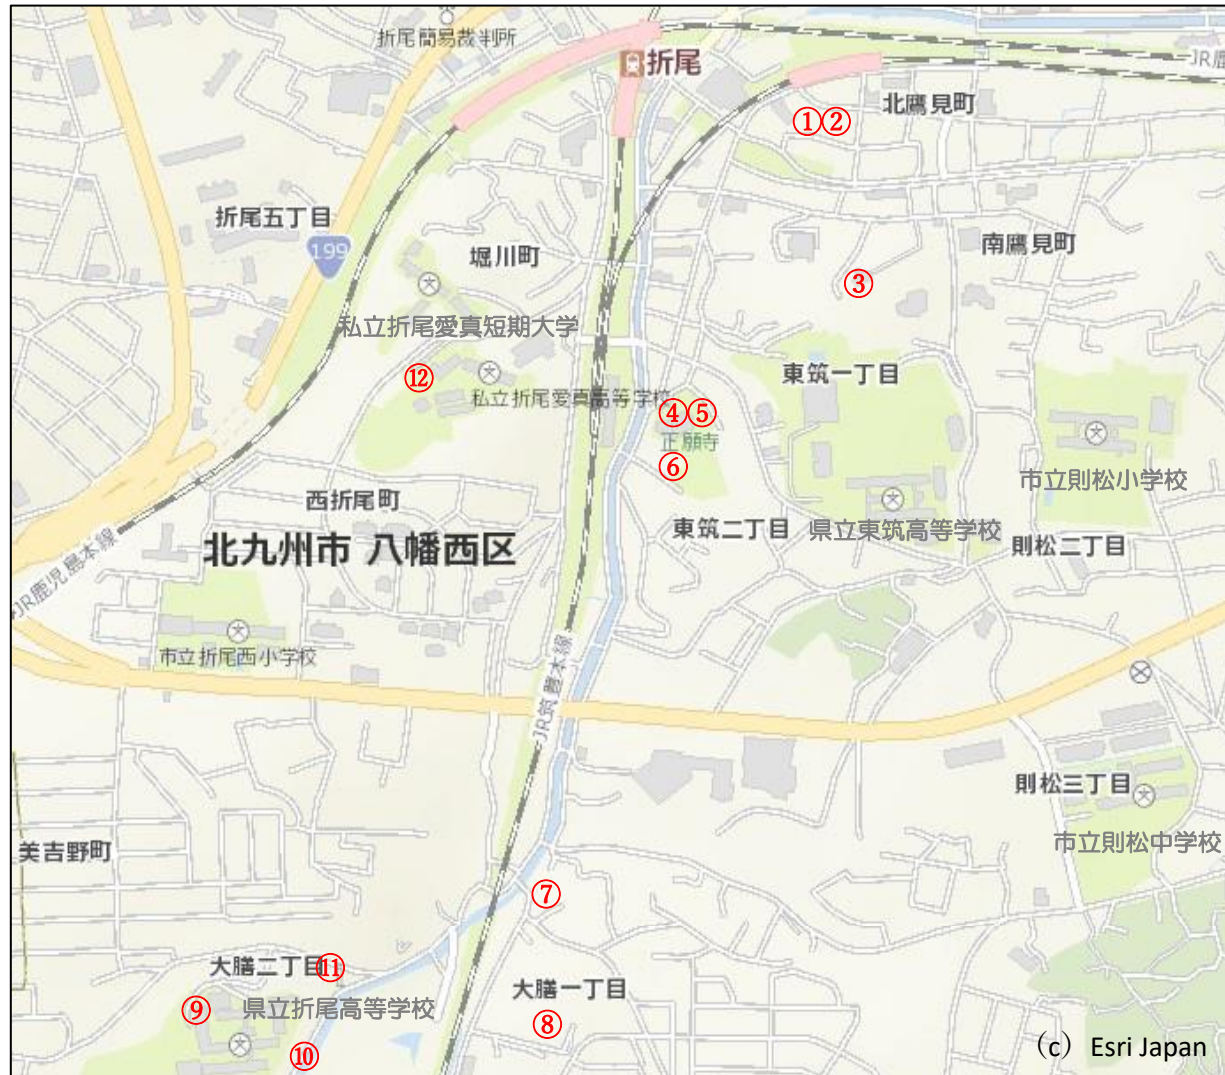 折尾簡易裁判所
折尾
JR鹿
北鷹見町
①②
折尾五丁目
199
堀川町
南鷹見町
③
私立折尾愛真短期大学
⑫
私立折尾愛真高等学校
東筑一丁目
④⑤
正願寺
⑥
市立則松小学校
西折尾町
東筑二丁目
県立東筑高等学校
則松二丁目
北九州市 八幡西区
JR鹿児島本線
市立折尾西小学校
JR筑豊本線
則松三丁目
市立則松中学校
美吉野町
⑦
大膳二丁目
⑪
大膳一丁目
⑨
県立折尾高等学校
⑧
⑩
(c) Esri Japan